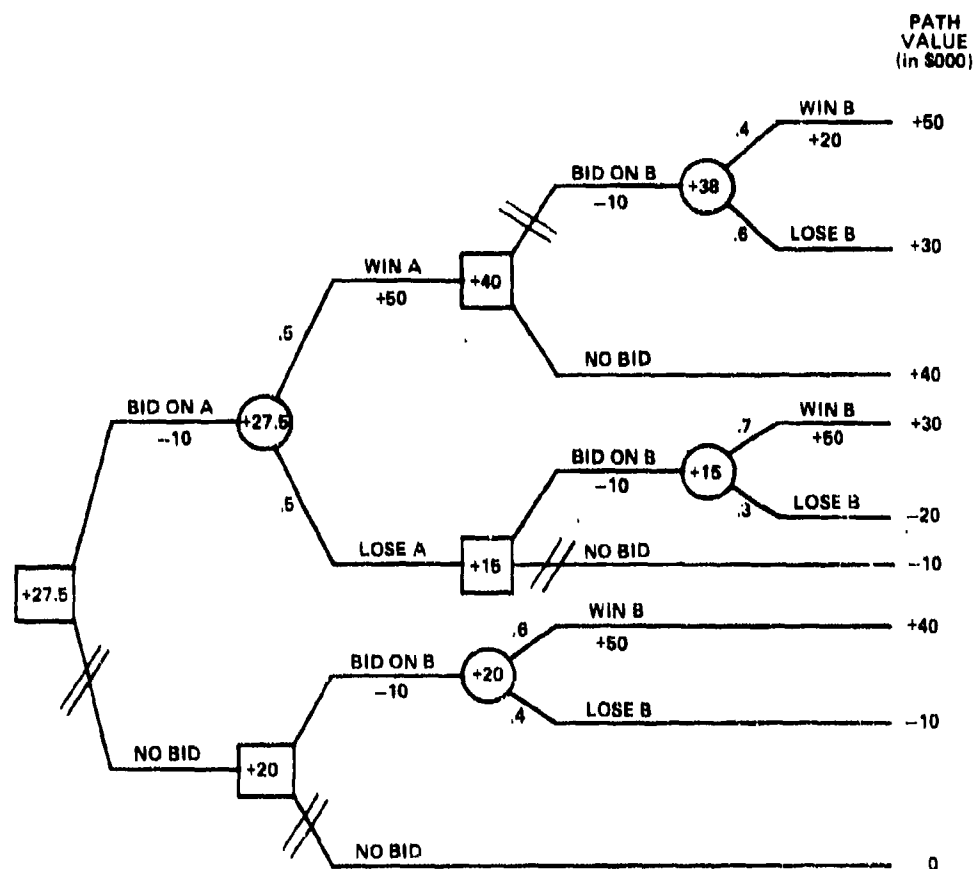 PATH
VALUE
(in $000)
WIN B
+50
.4
+20
BID ON B
+38
−10
.6
LOSE B
+30
WIN A
+40
+50
.5
NO BID
+40
BID ON A
+27.5
−10
WIN B
+30
.7
+50
BID ON B
+15
−10
.5
.3
LOSE B
−20
LOSE A
+15
NO BID
−10
+27.5
WIN B
+40
.6
+50
BID ON B
+20
−10
.4
LOSE B
−10
NO BID
+20
NO BID
0